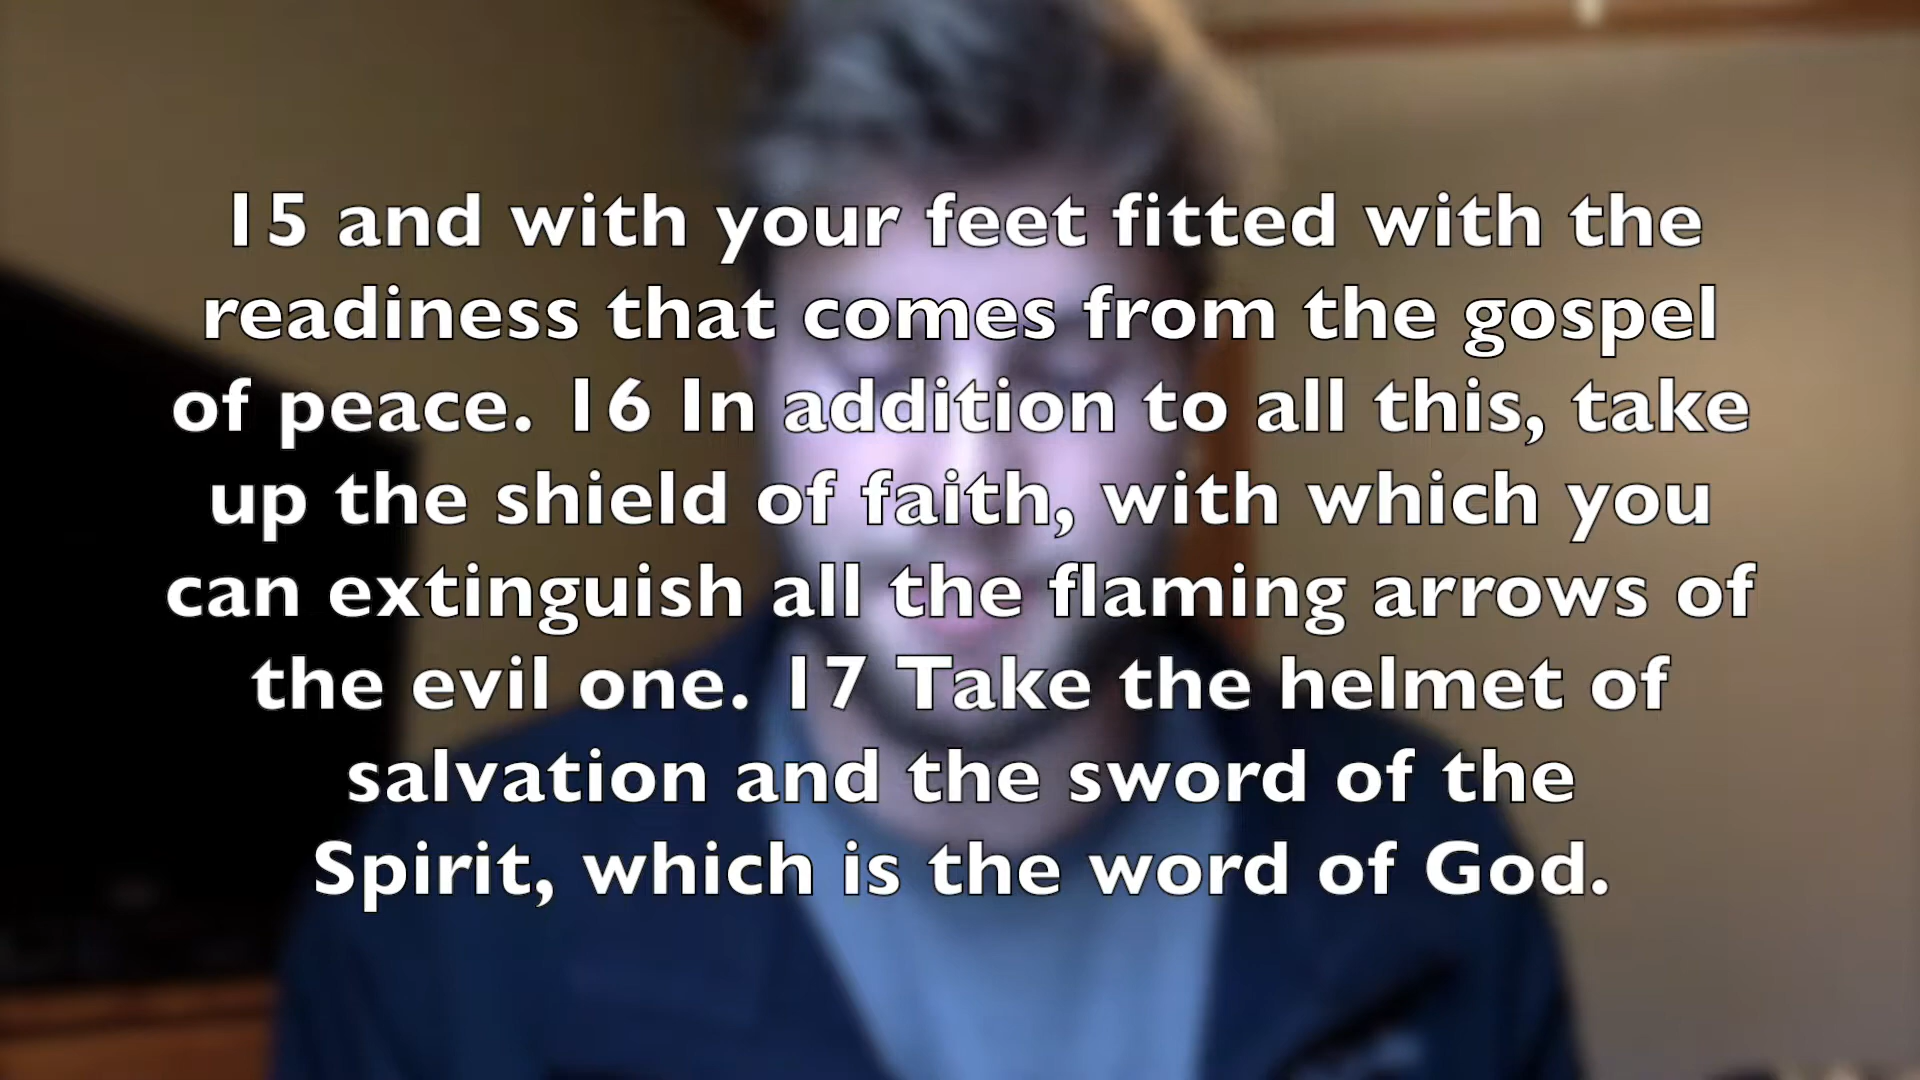 15 and with your feet fitted with the
readiness that comes from the gospel
of peace. 16 In addition to all this, take
up the shield of faith, with which you
can extinguish all the flaming arrows of
the evil one. 17 Take the helmet of
salvation and the sword of the
Spirit, which is the word of God.